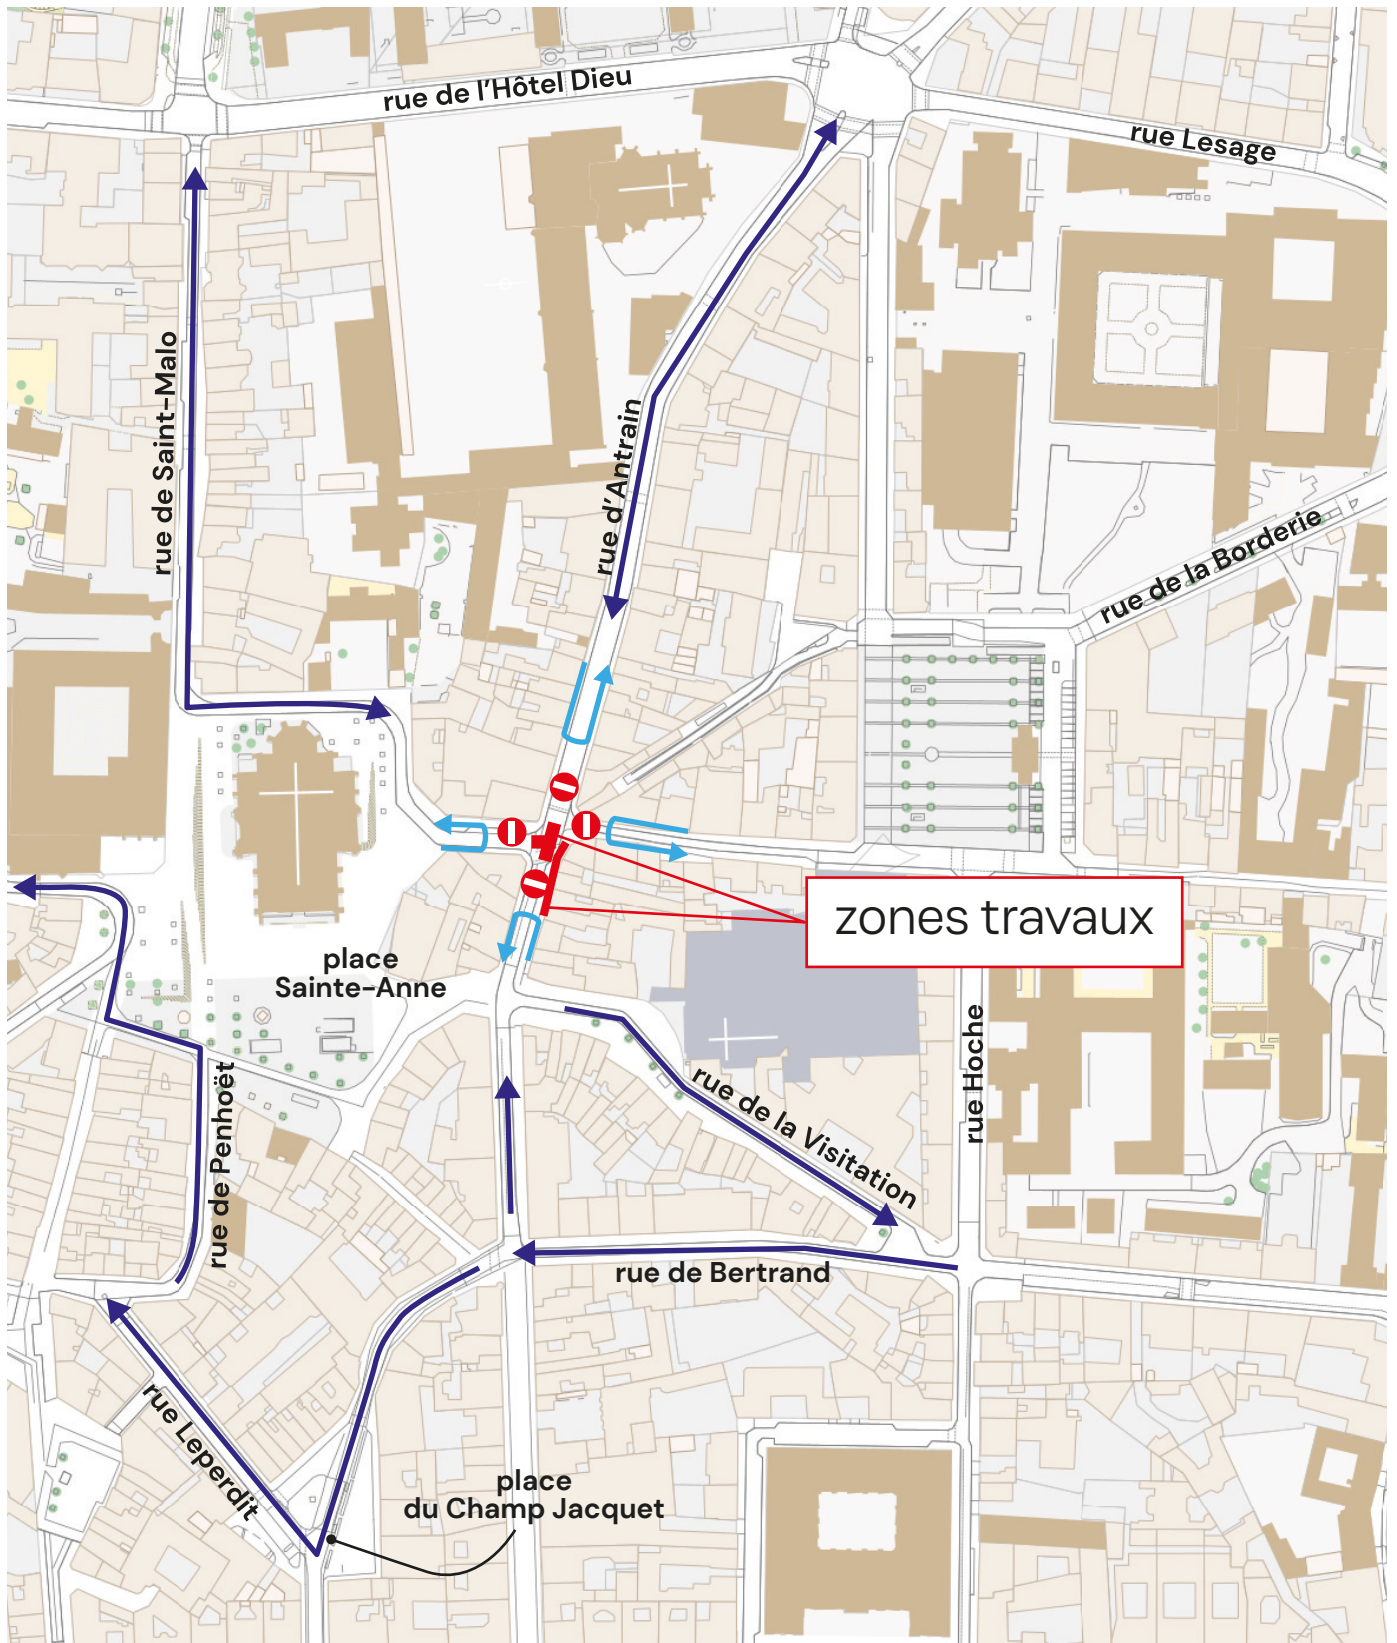 rue de l'Hôtel Dieu
rue Lesage
rue de Saint-Malo
rue d'Antrain
rue de la Borderie
zones travaux
place
Sainte-Anne
rue Hoche
rue de Penhoët
rue de la Visitation
rue de Bertrand
rue Leperdit
place
du Champ Jacquet